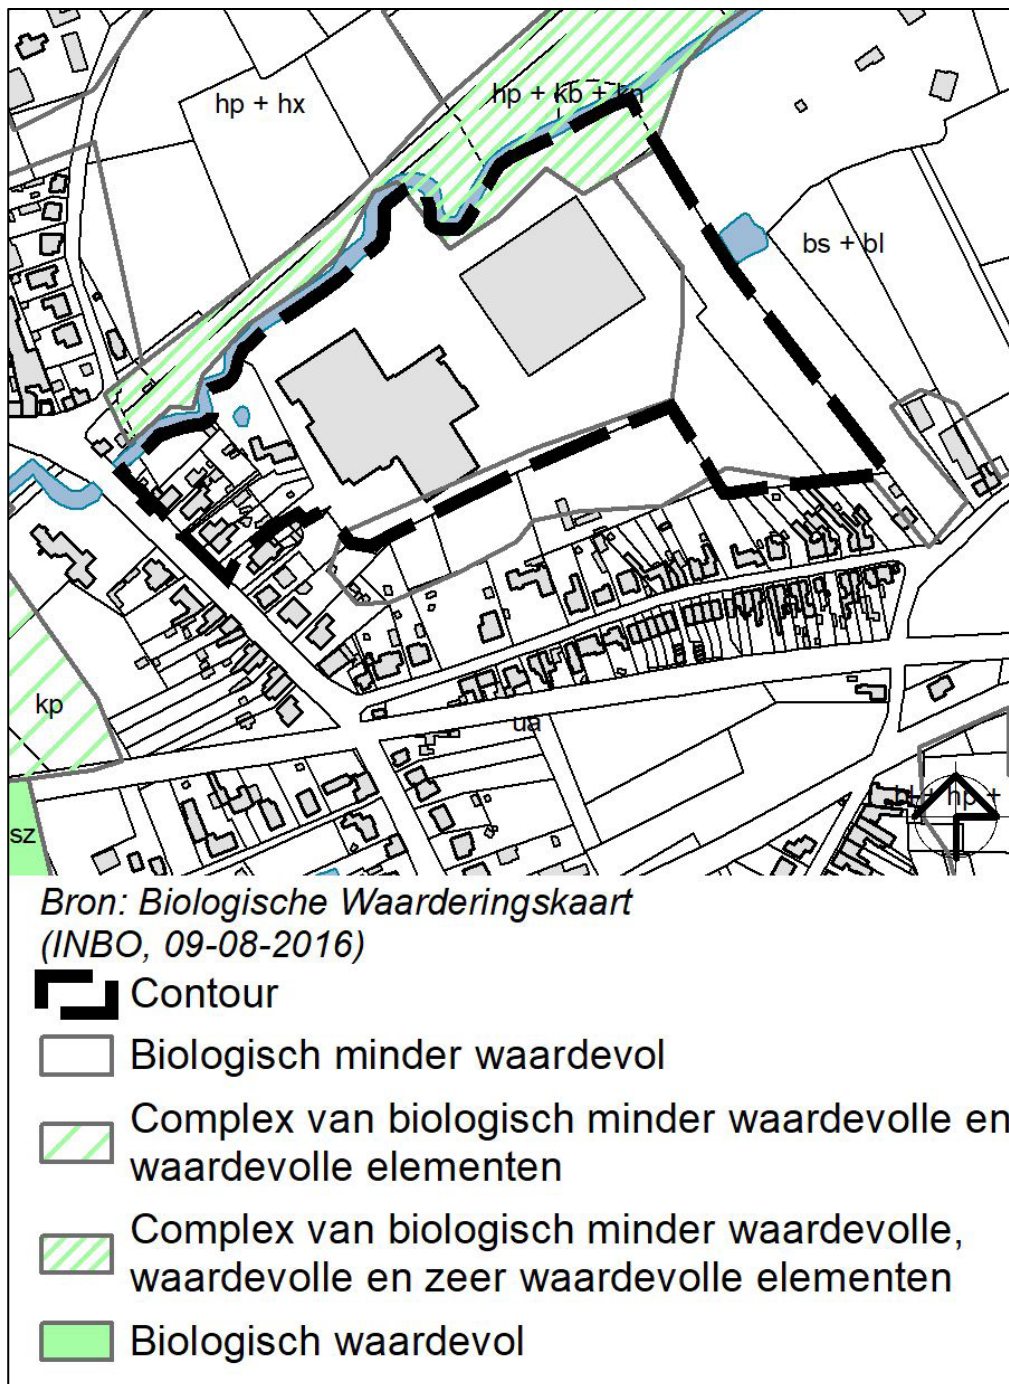 hp + hx
hp + kb + kn
bs + bl
kp
ua
sz
bl + hp +
Bron: Biologische Waarderingskaart
(INBO, 09-08-2016)
Contour
Biologisch minder waardevol
Complex van biologisch minder waardevolle en
waardevolle elementen
Complex van biologisch minder waardevolle,
waardevolle en zeer waardevolle elementen
Biologisch waardevol